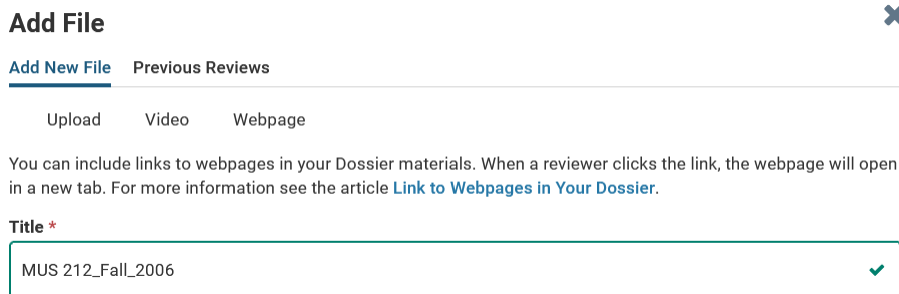 Add File
Add New File Previous Reviews
Upload Video Webpage
You can include links to webpages in your Dossier materials. When a reviewer clicks the link, the webpage will open
in a new tab. For more information see the article Link to Webpages in Your Dossier.
Title *
MUS 212_Fall_2006